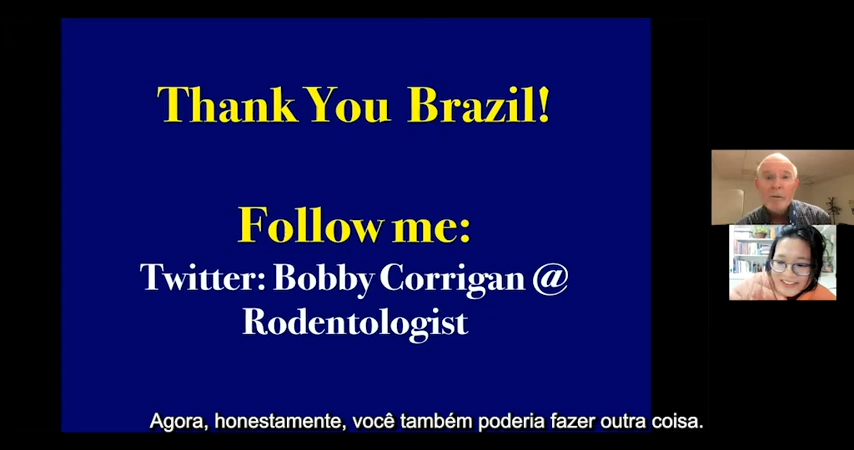 Thank You Brazil!
Follow me:
Twitter: Bobby Corrigan @
Rodentologist
Agora, honestamente, você também poderia fazer outra coisa.